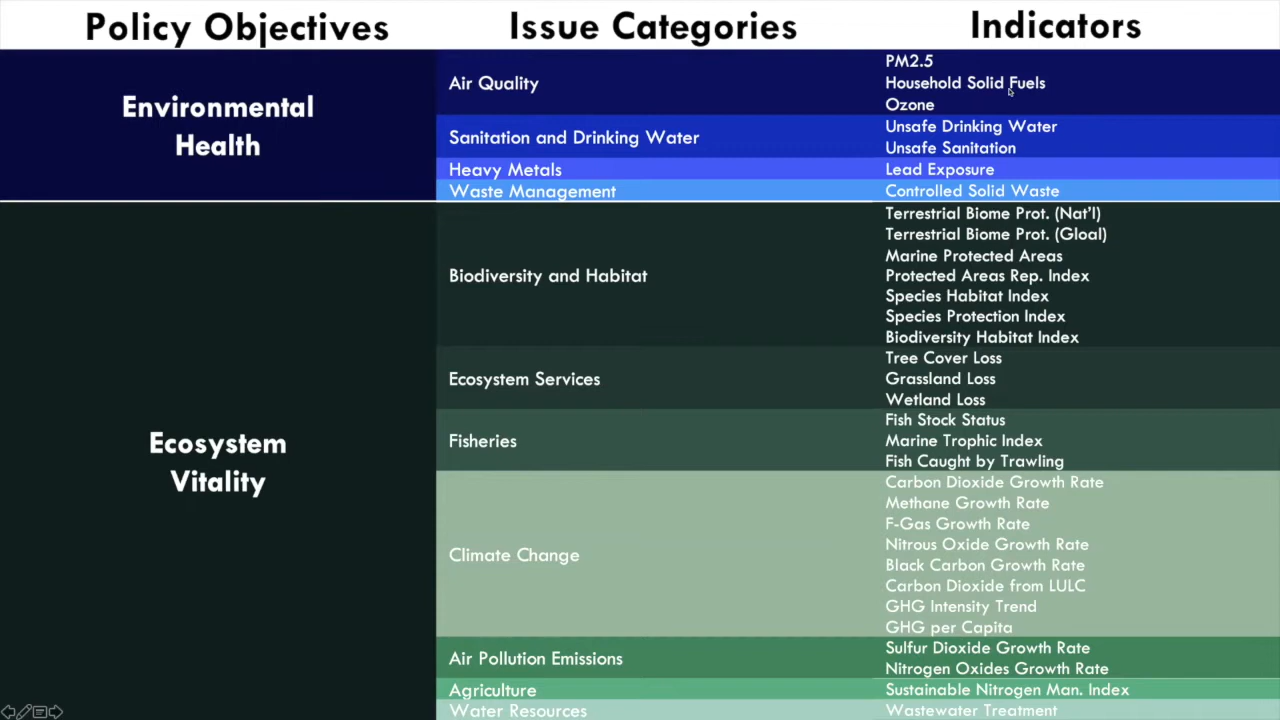 Policy Objectives
Issue Categories
Indicators
Environmental
Health
Air Quality
PM2.5
Household Solid Fuels
Ozone
Sanitation and Drinking Water
Unsafe Drinking Water
Unsafe Sanitation
Heavy Metals
Lead Exposure
Waste Management
Controlled Solid Waste
Ecosystem
Vitality
Biodiversity and Habitat
Terrestrial Biome Prot. (Nat'l)
Terrestrial Biome Prot. (Gloal)
Marine Protected Areas
Protected Areas Rep. Index
Species Habitat Index
Species Protection Index
Biodiversity Habitat Index
Ecosystem Services
Tree Cover Loss
Grassland Loss
Wetland Loss
Fisheries
Fish Stock Status
Marine Trophic Index
Fish Caught by Trawling
Climate Change
Carbon Dioxide Growth Rate
Methane Growth Rate
F-Gas Growth Rate
Nitrous Oxide Growth Rate
Black Carbon Growth Rate
Carbon Dioxide from LULC
GHG Intensity Trend
GHG per Capita
Air Pollution Emissions
Sulfur Dioxide Growth Rate
Nitrogen Oxides Growth Rate
Agriculture
Sustainable Nitrogen Man. Index
Water Resources
Wastewater Treatment